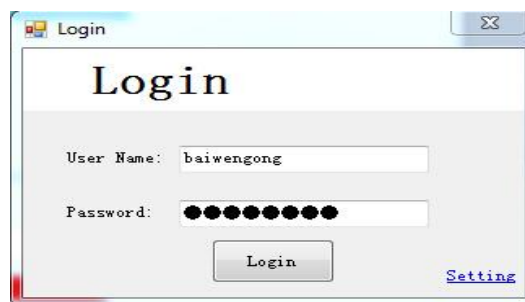 Login
Login
User Name: baiwengong
Password: ●●●●●●●●
Login
Setting